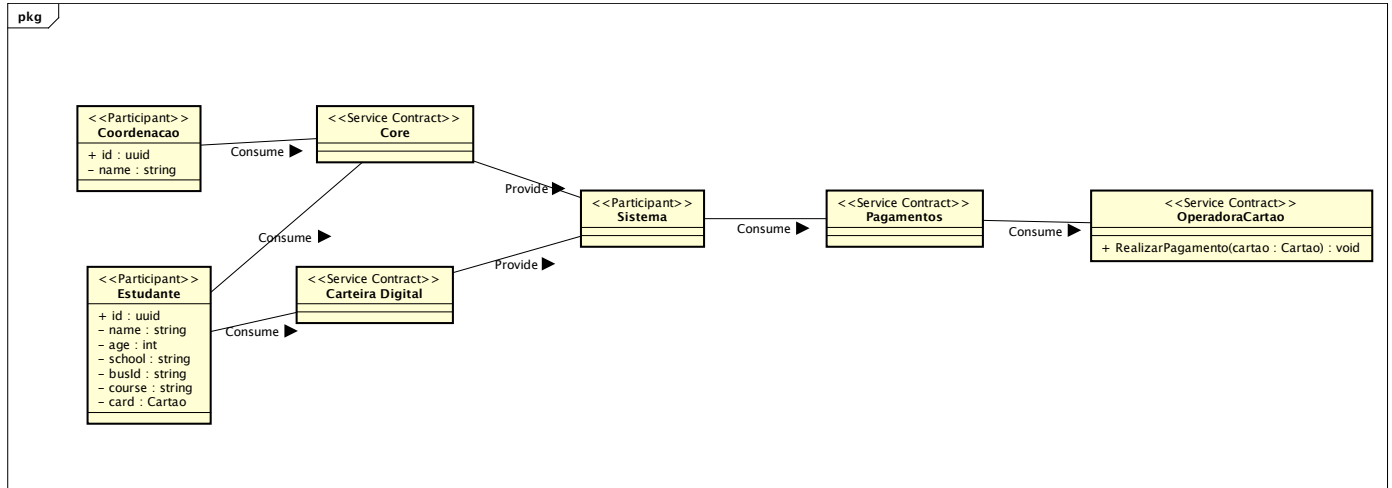 pkg
<<Participant>>
Coordenacao
+ id : uuid
– name : string
Consume
<<Service Contract>>
Core
Provide
Consume
<<Participant>>
Estudante
+ id : uuid
– name : string
– age : int
– school : string
– busId : string
– course : string
– card : Cartao
Consume
<<Service Contract>>
Carteira Digital
Provide
<<Participant>>
Sistema
Consume
<<Service Contract>>
Pagamentos
Consume
<<Service Contract>>
OperadoraCartao
+ RealizarPagamento(cartao : Cartao) : void